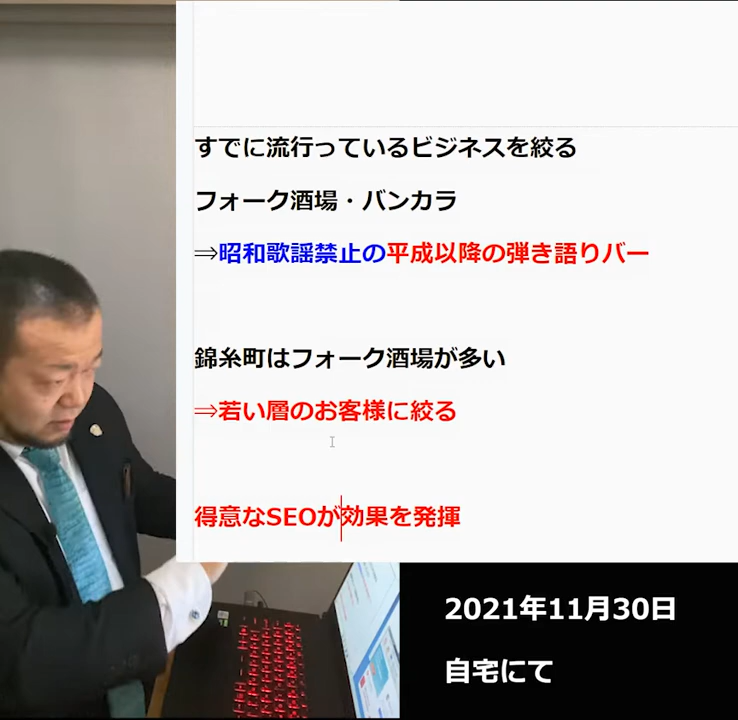 すでに流行っているビジネスを絞る
フォーク酒場・バンカラ
⇒昭和歌謡禁止の平成以降の弾き語りバー
錦糸町はフォーク酒場が多い
⇒若い層のお客様に絞る
得意なSEOが効果を発揮
2021年11月30日
自宅にて